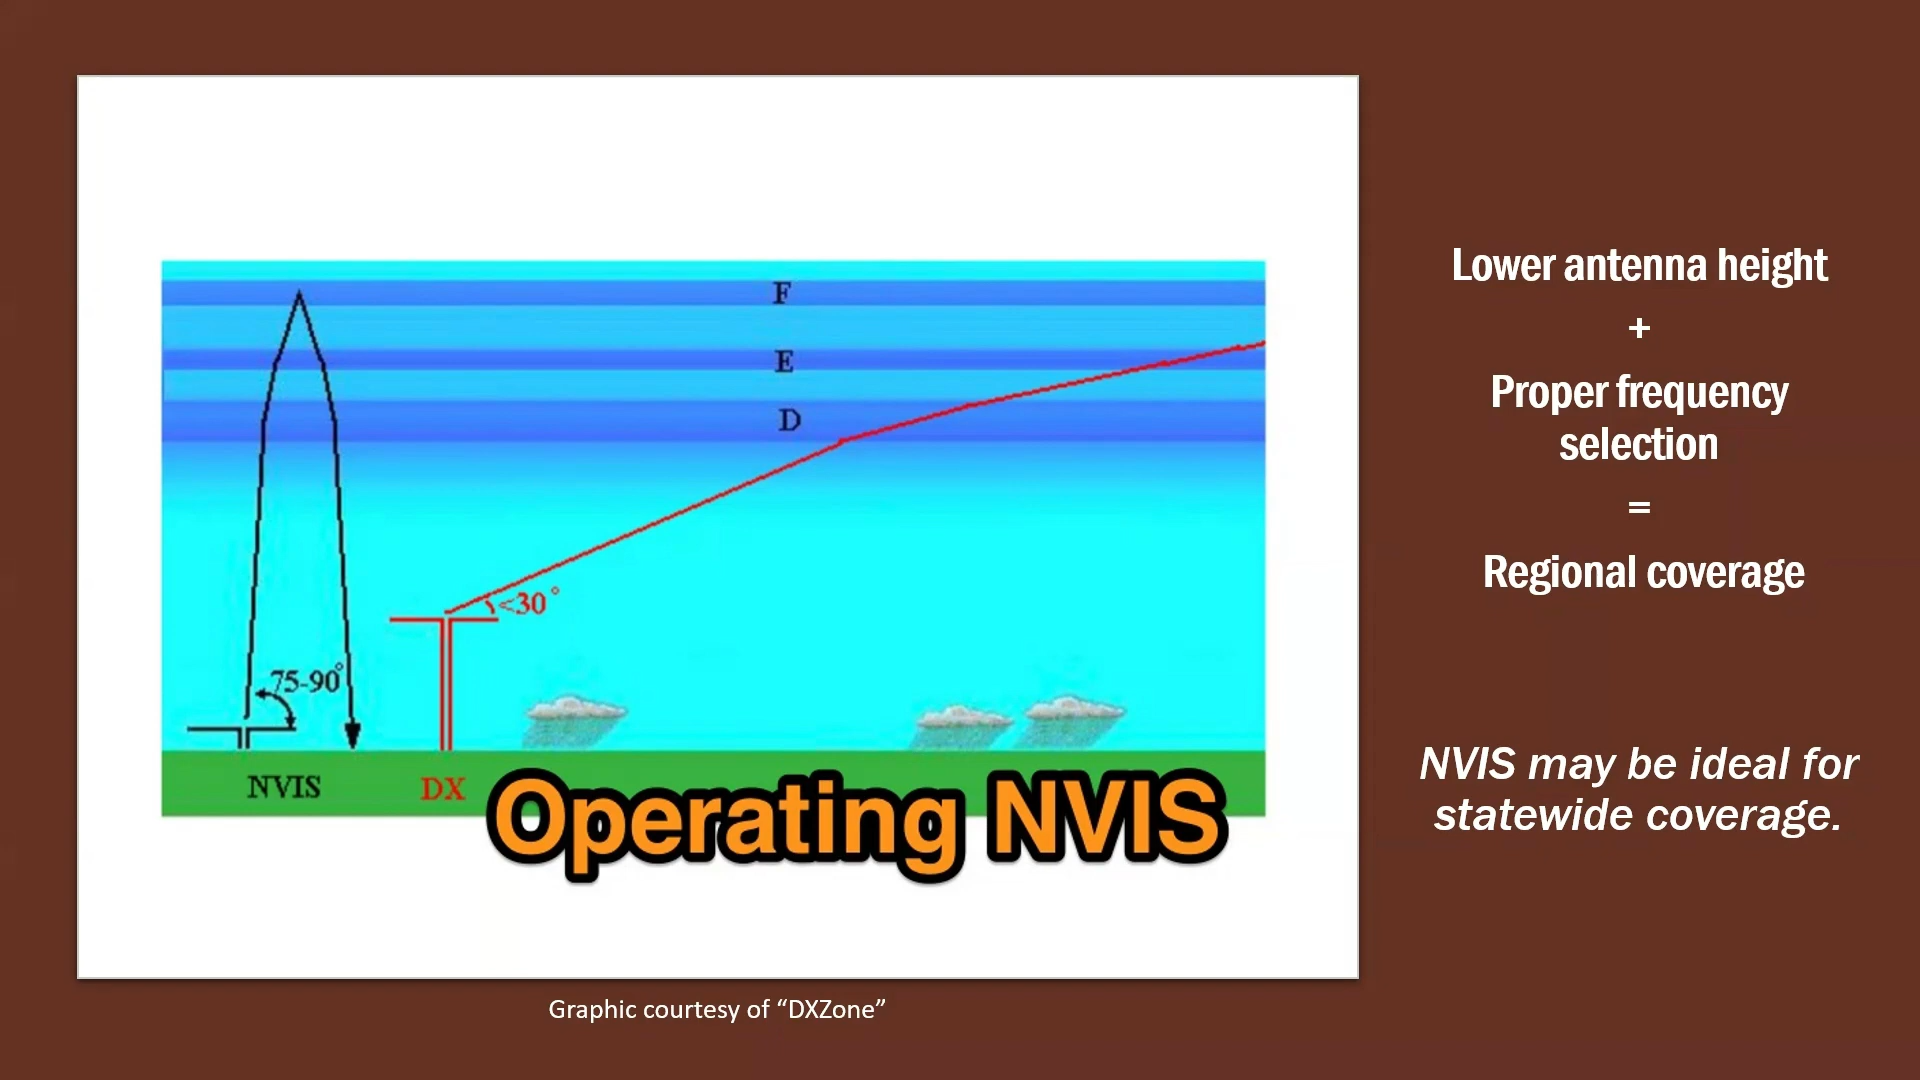 F
E
D
<30°
75-90°
NVIS
DX
Operating NVIS
Graphic courtesy of “DXZone”
Lower antenna height
+
Proper frequency
selection
=
Regional coverage
NVIS may be ideal for
statewide coverage.